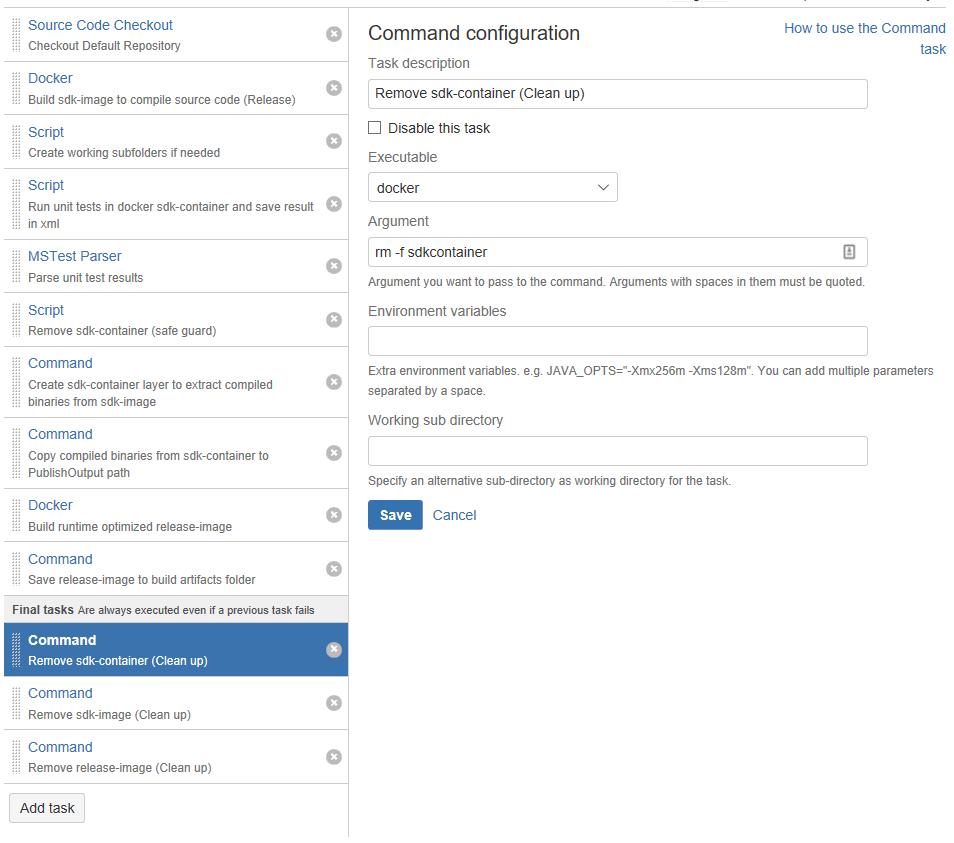 Source Code Checkout
Checkout Default Repository
Docker
Build sdk-image to compile source code (Release)
Script
Create working subfolders if needed
Script
Run unit tests in docker sdk-container and save result
in xml
MSTest Parser
Parse unit test results
Script
Remove sdk-container (safe guard)
Command
Create sdk-container layer to extract compiled
binaries from sdk-image
Command
Copy compiled binaries from sdk-container to
PublishOutput path
Docker
Build runtime optimized release-image
Command
Save release-image to build artifacts folder
Final tasks Are always executed even if a previous task fails
Command
Remove sdk-container (Clean up)
Command
Remove sdk-image (Clean up)
Command
Remove release-image (Clean up)
Add task
Command configuration
How to use the Command
task
Task description
Remove sdk-container (Clean up)
Disable this task
Executable
docker
Argument
rm -f sdkcontainer
Argument you want to pass to the command. Arguments with spaces in them must be quoted.
Environment variables
Extra environment variables. e.g. JAVA_OPTS="-Xmx256m -Xms128m". You can add multiple parameters
separated by a space.
Working sub directory
Specify an alternative sub-directory as working directory for the task.
Save Cancel